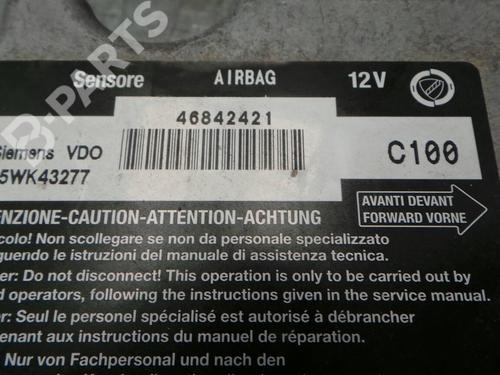 B-PARTS
Sensore AIRBAG 12V
46842421
Siemens VDO
5WK43277
C100
AVANTI DEVANT
FORWARD VORNE
ENZIONE-CAUTION-ATTENTION-ACHTUNG
colo! Non scollegare se non da personale specializzato
guendo le istruzioni del manuale di assistenza tecnica.
er: Do not disconnect! This operation is only to be carried out by
d operators, following the instructions given in the service manual.
er: Seul le personel spécialisé est autorisé à débrancher
enant aux instructions du manuel de réparation.
: Nur von Fachpersonal und nach den